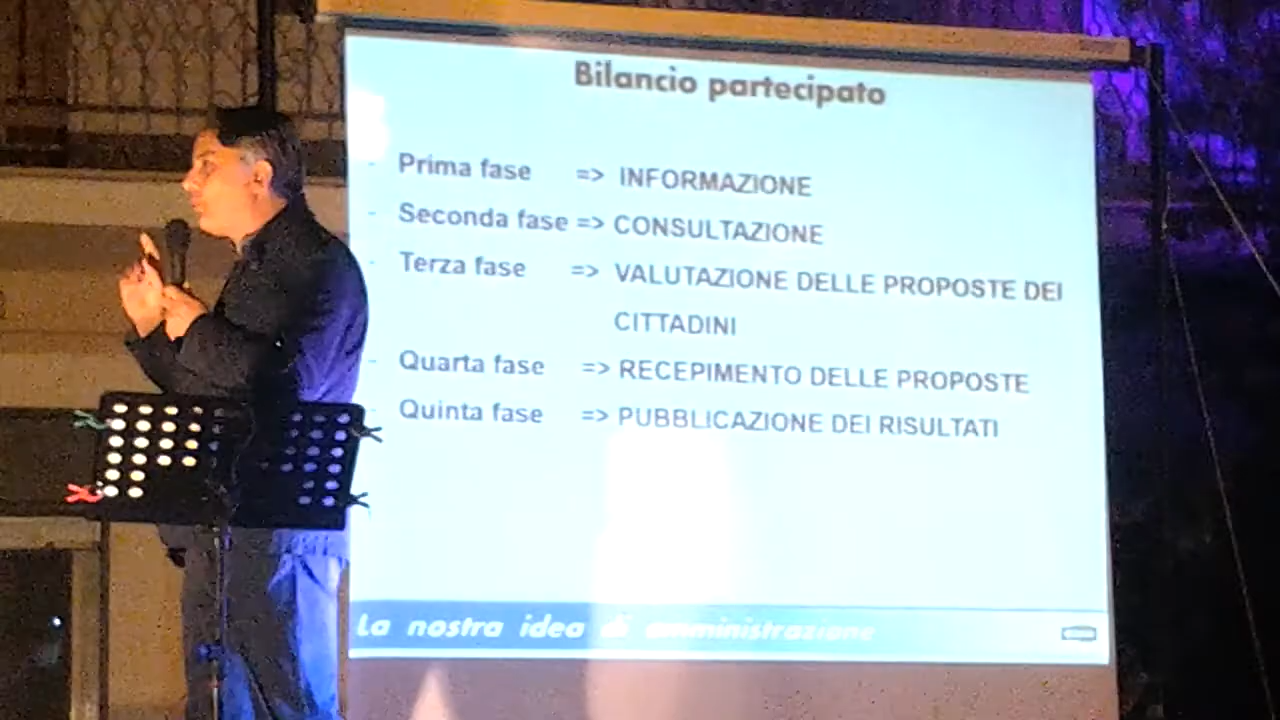 Bilancio partecipato
- Prima fase => INFORMAZIONE
- Seconda fase => CONSULTAZIONE
- Terza fase => VALUTAZIONE DELLE PROPOSTE DEI
CITTADINI
- Quarta fase => RECEPIMENTO DELLE PROPOSTE
- Quinta fase => PUBBLICAZIONE DEI RISULTATI
La nostra idea di amministrazione